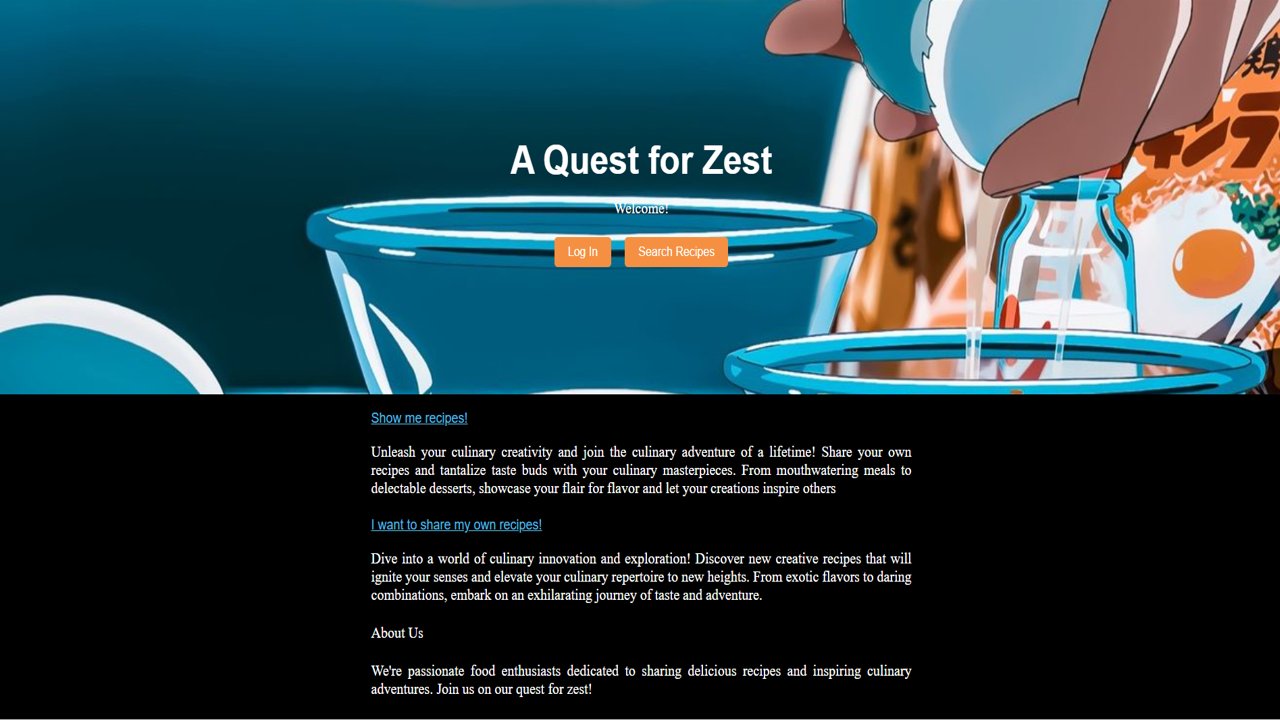 鶏
A Quest for Zest
Welcome!
Log In
Search Recipes
Show me recipes!
Unleash your culinary creativity and join the culinary adventure of a lifetime! Share your own
recipes and tantalize taste buds with your culinary masterpieces. From mouthwatering meals to
delectable desserts, showcase your flair for flavor and let your creations inspire others
I want to share my own recipes!
Dive into a world of culinary innovation and exploration! Discover new creative recipes that will
ignite your senses and elevate your culinary repertoire to new heights. From exotic flavors to daring
combinations, embark on an exhilarating journey of taste and adventure.
About Us
We're passionate food enthusiasts dedicated to sharing delicious recipes and inspiring culinary
adventures. Join us on our quest for zest!